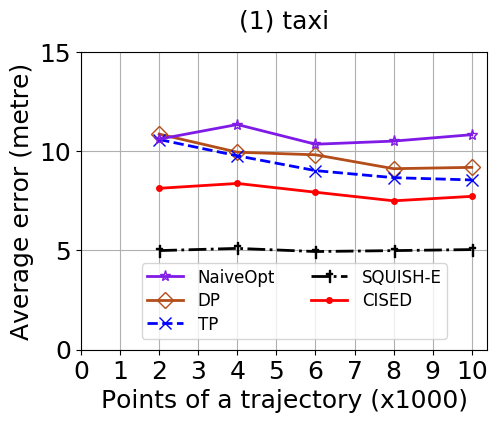 (1) taxi
Average error (metre)
15
10
5
0
NaiveOpt
DP
TP
SQUISH-E
CISED
0 1 2 3 4 5 6 7 8 9 10
Points of a trajectory (x1000)